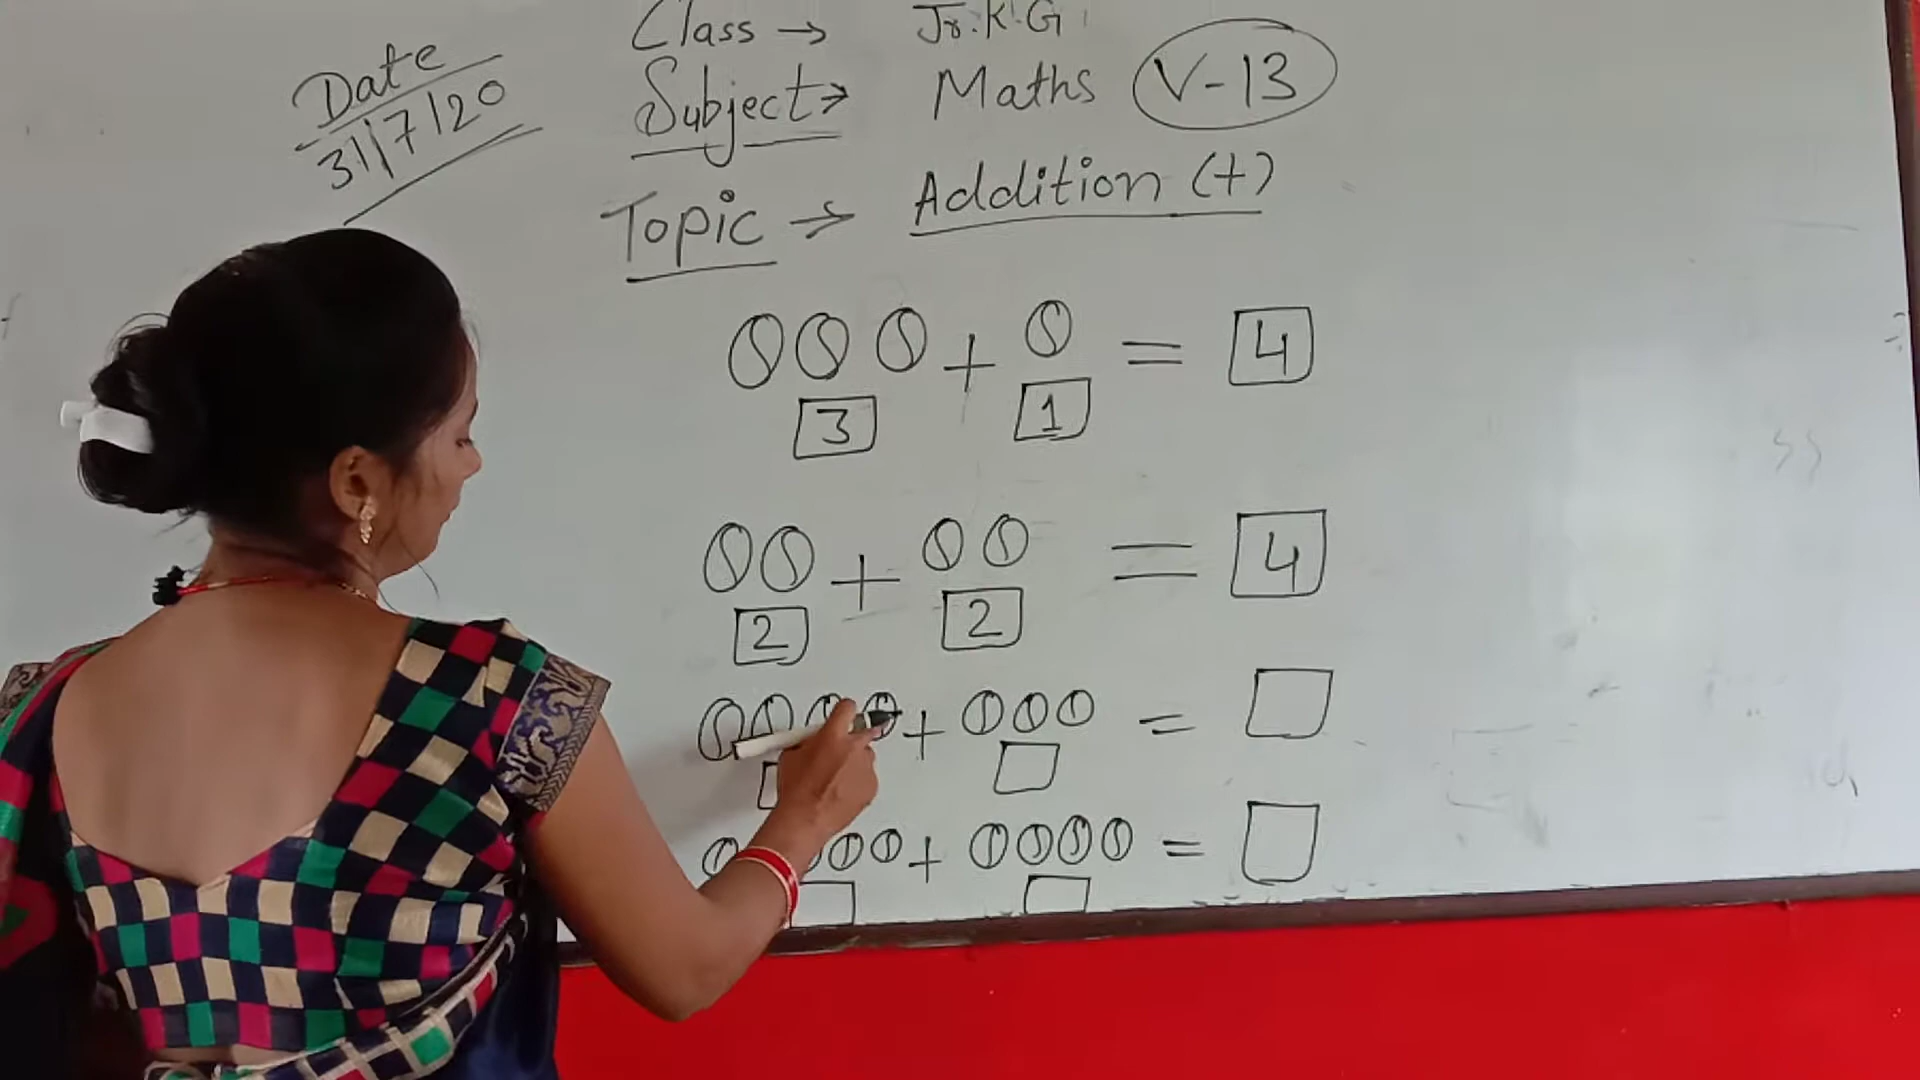 Date
31/7/20
Class → Jr. K.G
Subject → Maths V-13
Topic → Addition (+)
+ = 4
3 1
+ = 4
2 2
+ =
+ =